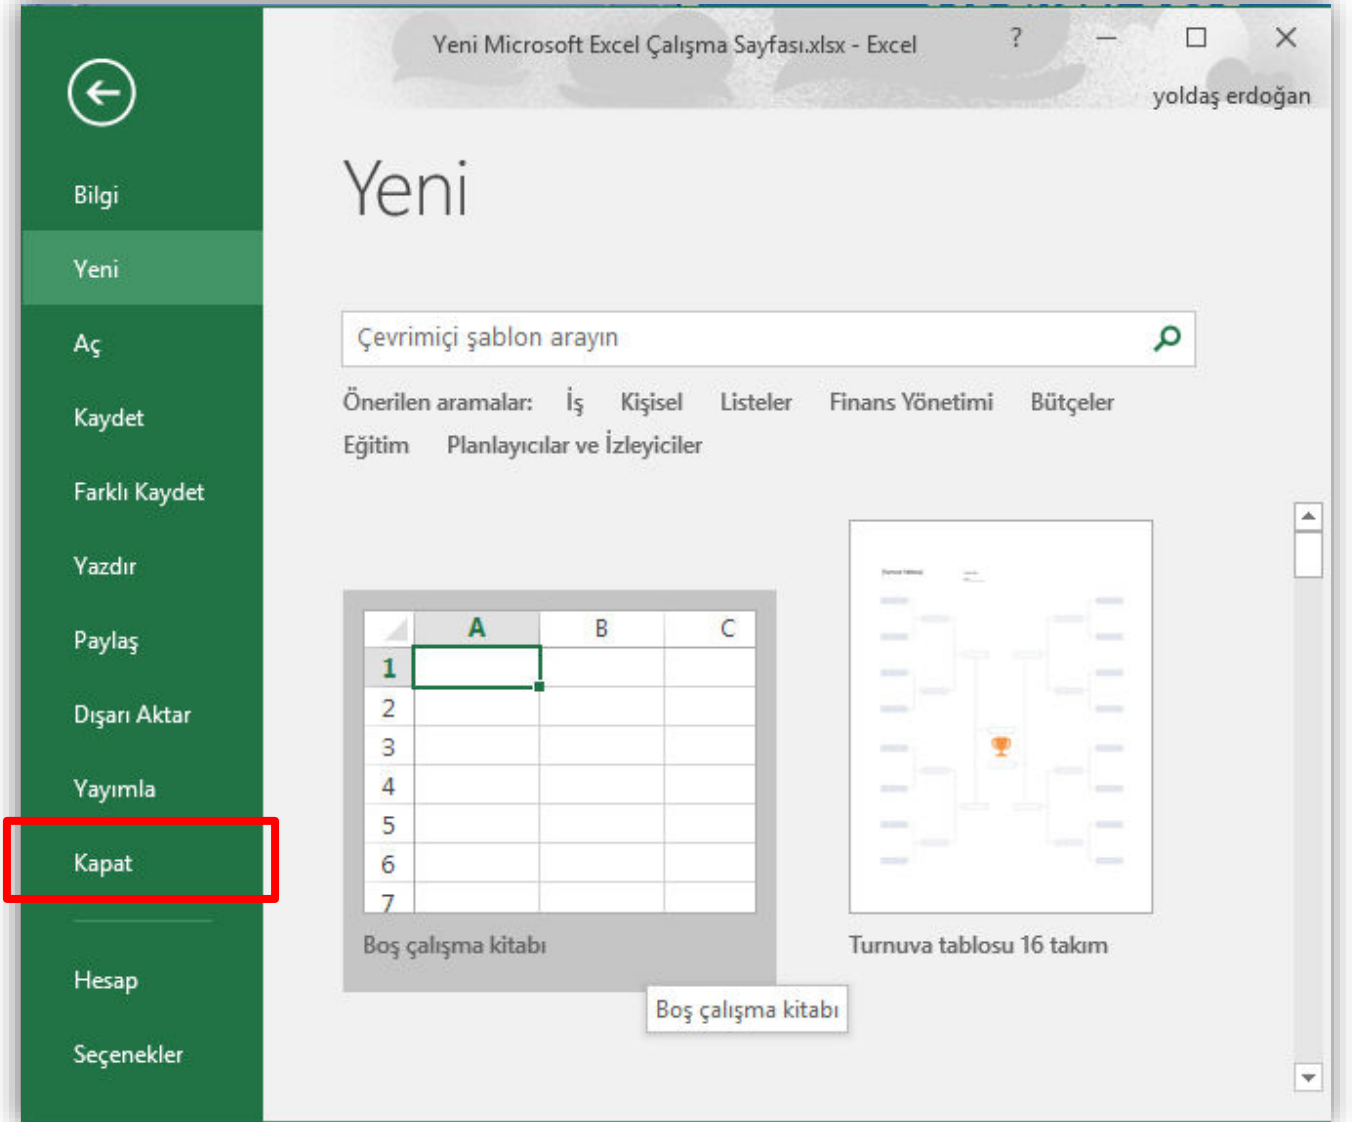 Yeni Microsoft Excel Çalışma Sayfası.xlsx - Excel
?
yoldaş erdoğan
Bilgi
Yeni
Aç
Kaydet
Farklı Kaydet
Yazdır
Paylaş
Dışarı Aktar
Yayımla
Kapat
Hesap
Seçenekler
Yeni
Çevrimiçi şablon arayın
Önerilen aramalar: İş Kişisel Listeler Finans Yönetimi Bütçeler
Eğitim Planlayıcılar ve İzleyiciler
A B C
1
2
3
4
5
6
7
Boş çalışma kitabı
Turnuva tablosu 16 takım
Boş çalışma kitabı